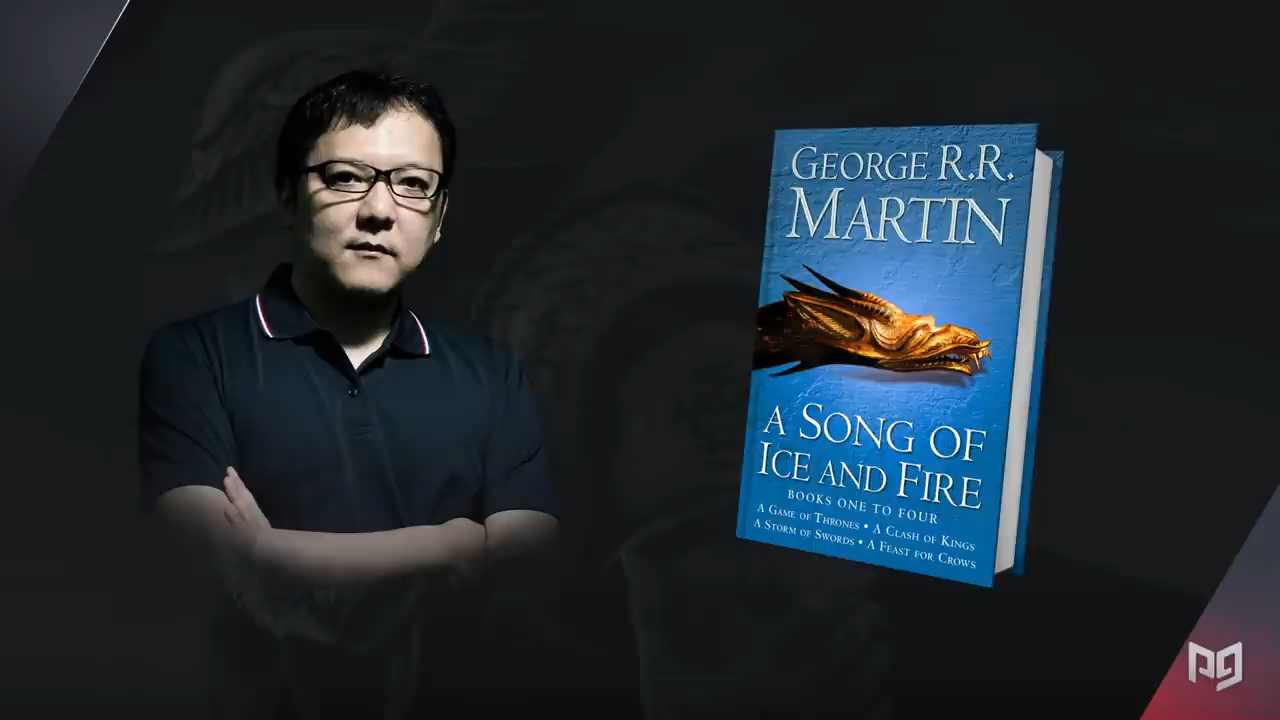 GEORGE R.R.
MARTIN
A SONG OF
ICE AND FIRE
BOOKS ONE TO FOUR
A GAME OF THRONES • A CLASH OF KINGS
A STORM OF SWORDS • A FEAST FOR CROWS
PG